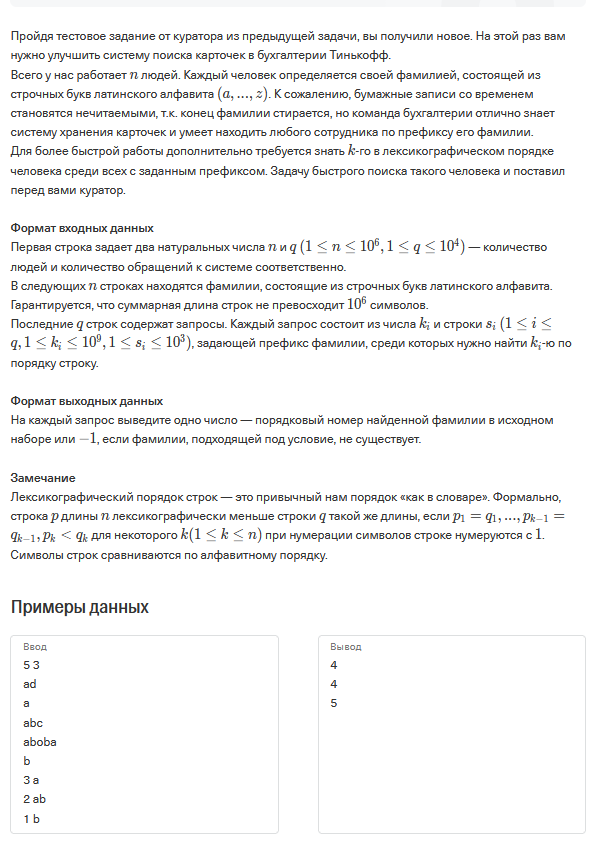 Пройдя тестовое задание от куратора из предыдущей задачи, вы получили новое. На этой раз вам
нужно улучшить систему поиска карточек в бухгалтерии Тинькофф.
Всего у нас работает n людей. Каждый человек определяется своей фамилией, состоящей из
строчных букв латинского алфавита (a, ..., z). К сожалению, бумажные записи со временем
становятся нечитаемыми, т.к. конец фамилии стирается, но команда бухгалтерии отлично знает
систему хранения карточек и умеет находить любого сотрудника по префиксу его фамилии.
Для более быстрой работы дополнительно требуется знать k-го в лексикографическом порядке
человека среди всех с заданным префиксом. Задачу быстрого поиска такого человека и поставил
перед вами куратор.
Формат входных данных
Первая строка задает два натуральных числа n и q (1 ≤ n ≤ 10⁶, 1 ≤ q ≤ 10⁴) — количество
людей и количество обращений к системе соответственно.
В следующих n строках находятся фамилии, состоящие из строчных букв латинского алфавита.
Гарантируется, что суммарная длина строк не превосходит 10⁶ символов.
Последние q строк содержат запросы. Каждый запрос состоит из числа kᵢ и строки sᵢ (1 ≤ i ≤
q, 1 ≤ kᵢ ≤ 10⁹, 1 ≤ sᵢ ≤ 10³), задающей префикс фамилии, среди которых нужно найти kᵢ-ю по
порядку строку.
Формат выходных данных
На каждый запрос выведите одно число — порядковый номер найденной фамилии в исходном
наборе или −1, если фамилии, подходящей под условие, не существует.
Замечание
Лексикографический порядок строк — это привычный нам порядок «как в словаре». Формально,
строка p длины n лексикографически меньше строки q такой же длины, если p₁ = q₁, ..., pₖ₋₁ =
qₖ₋₁, pₖ < qₖ для некоторого k(1 ≤ k ≤ n) при нумерации символов строке нумеруются с 1.
Символы строк сравниваются по алфавитному порядку.
Примеры данных
Ввод
5 3
ad
a
abc
aboba
b
3 a
2 ab
1 b
Вывод
4
4
5